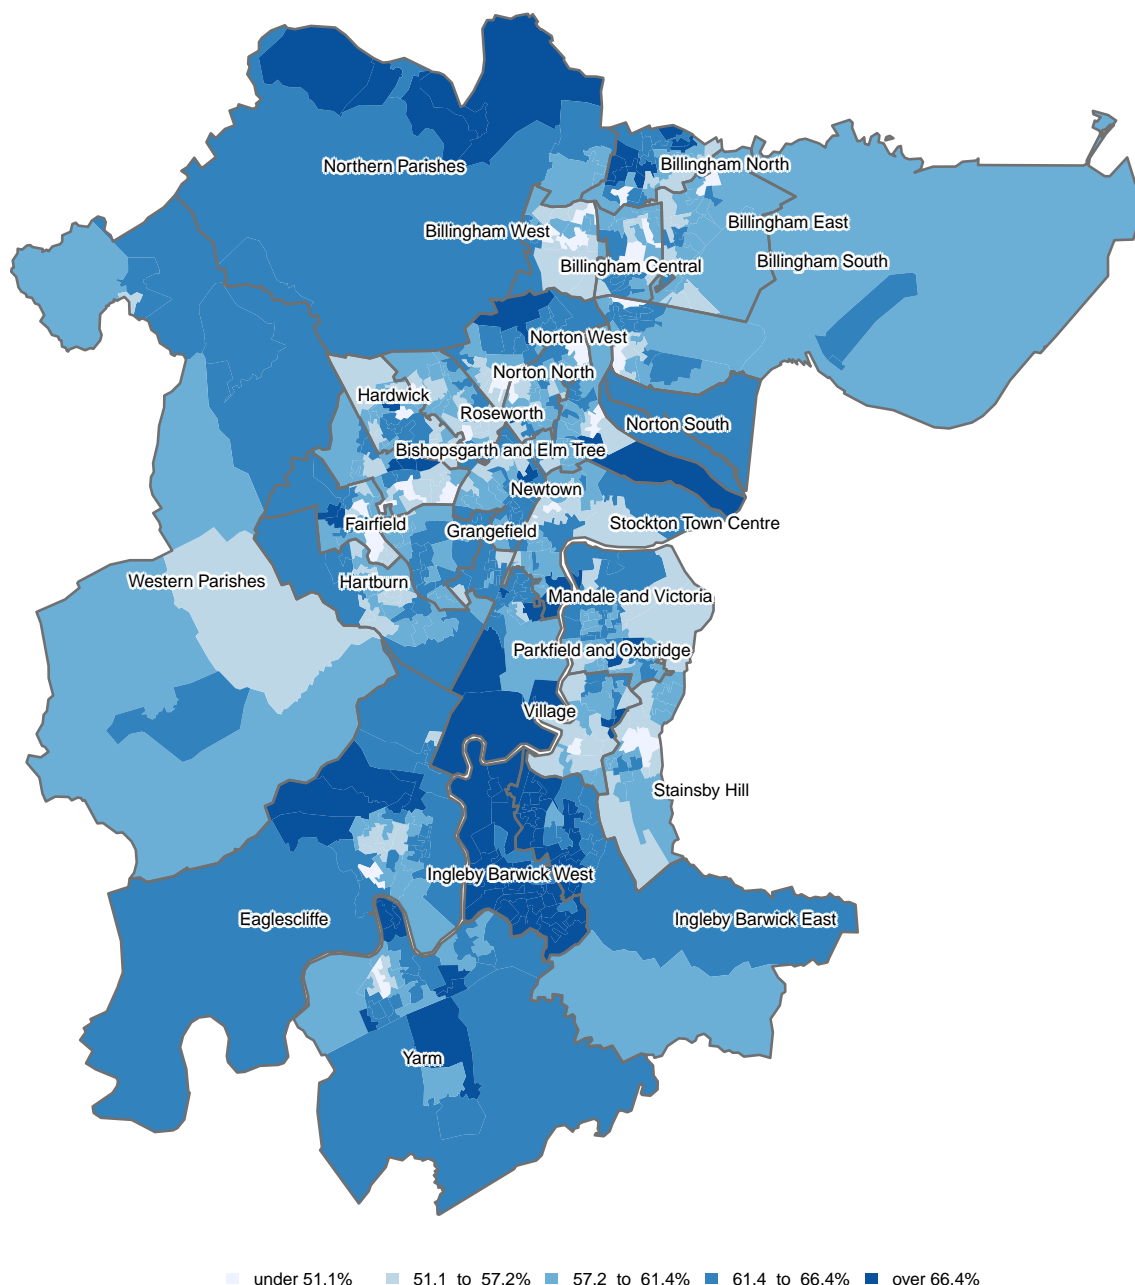 Northern Parishes
Billingham North
Billingham East
Billingham West
Billingham South
Billingham Central
Norton West
Norton North
Hardwick
Roseworth
Norton South
Bishopsgarth and Elm Tree
Newtown
Fairfield
Stockton Town Centre
Grangefield
Western Parishes
Hartburn
Mandale and Victoria
Parkfield and Oxbridge
Village
Stainsby Hill
Ingleby Barwick West
Eaglescliffe
Ingleby Barwick East
Yarm
under 51.1% 51.1 to 57.2% 57.2 to 61.4% 61.4 to 66.4% over 66.4%